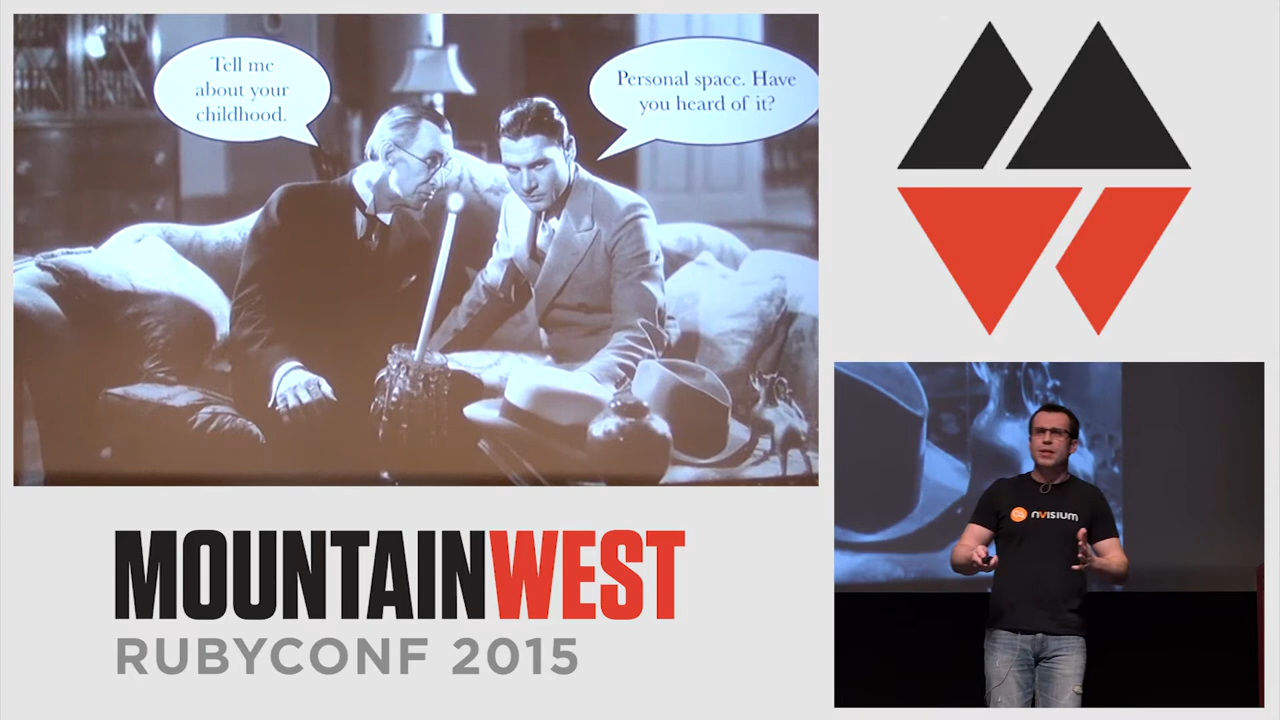 Tell me
about your
childhood.
Personal space. Have
you heard of it?
MOUNTAINWEST
RUBYCONF 2015
nVISIUM